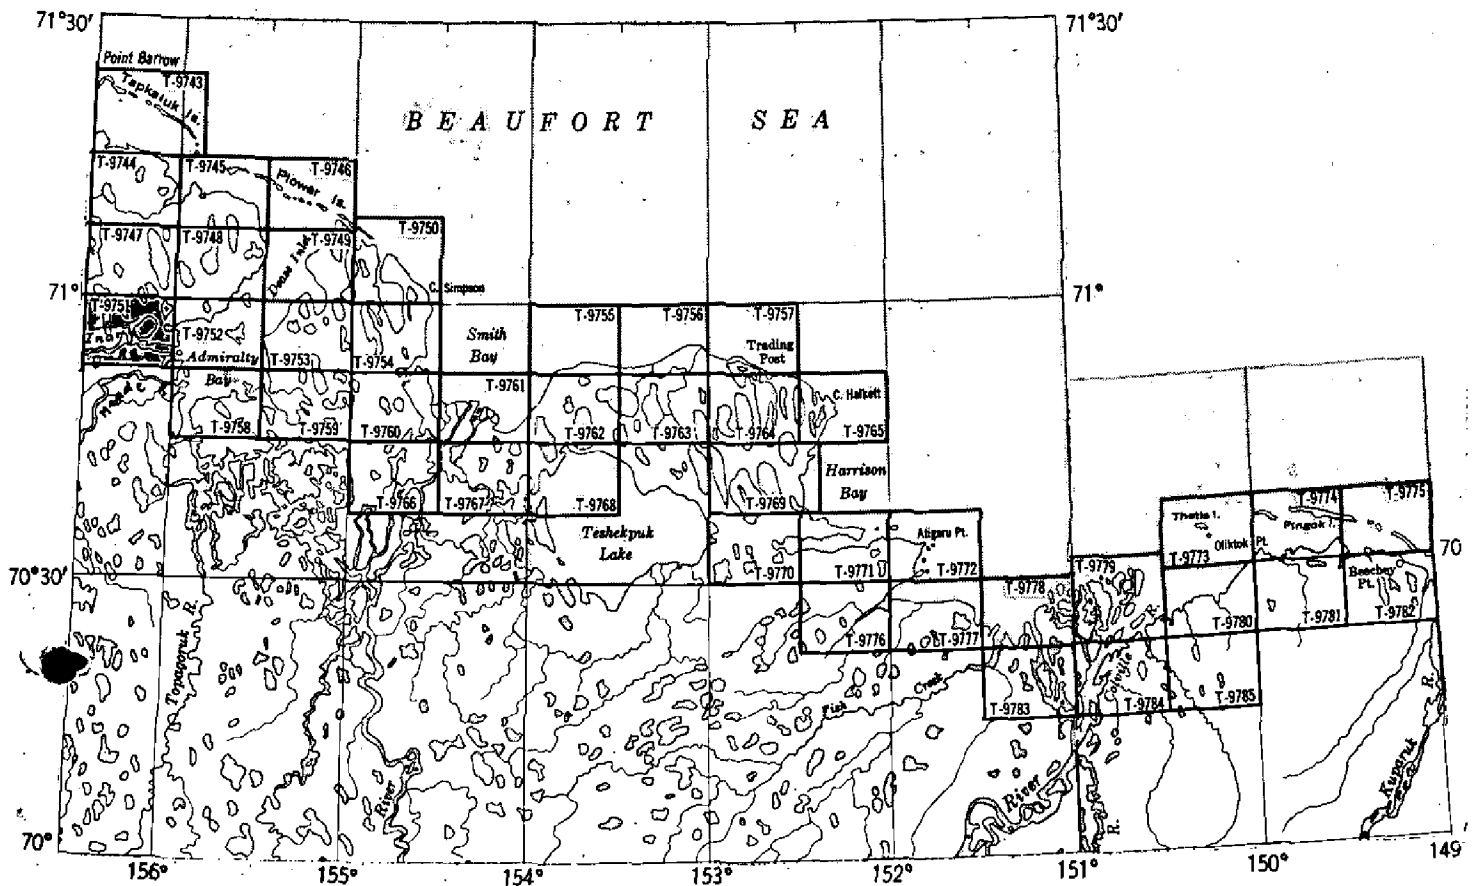 71°30'
71°30'
Point Barrow
T-9743
Tapkaluk Is.
BEAUFORT SEA
T-9744
T-9745
T-9746
Plower Is.
T-9747
T-9748
T-9749
T-9750
Dease Inlet
C. Simpson
71°
71°
T-9751
Inar
T-9752
Admiralty
Bay
T-9753
T-9754
Smith
Bay
T-9755
T-9756
T-9757
Trading
Post
T-9758
T-9759
T-9760
T-9761
T-9762
T-9763
T-9764
C. Halkett
T-9765
T-9766
T-9767
T-9768
T-9769
Harrison
Bay
Teshekpuk
Lake
T-9770
T-9771
Atigaru Pt.
T-9772
Thetis I.
Oliktok Pt.
T-9773
T-9774
Pingok I.
T-9775
70
70°30'
T-9776
T-9777
T-9778
T-9779
R.
T-9780
T-9781
Beechey
Pt.
T-9782
Topagoruk R.
Fish Creek
T-9783
Colville
T-9784
T-9785
River
River
R.
Kuparuk R.
70°
156°
155°
154°
153°
152°
151°
150°
149